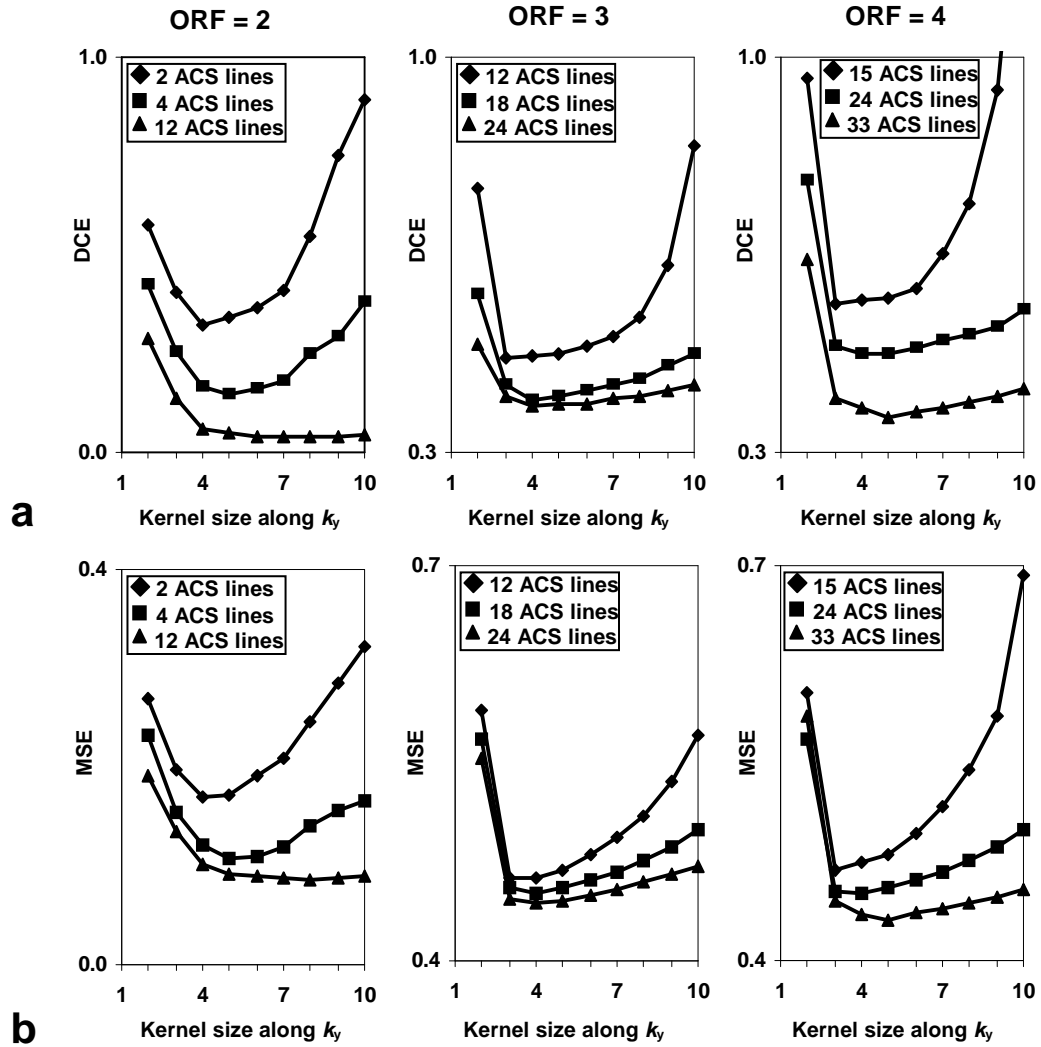 ORF = 2
ORF = 3
ORF = 4
1.0
2 ACS lines
4 ACS lines
12 ACS lines
DCE
0.0
1 4 7 10
Kernel size along ky
1.0
12 ACS lines
18 ACS lines
24 ACS lines
DCE
0.3
1 4 7 10
Kernel size along ky
1.0
15 ACS lines
24 ACS lines
33 ACS lines
DCE
0.3
1 4 7 10
Kernel size along ky
a
0.4
2 ACS lines
4 ACS lines
12 ACS lines
MSE
0.0
1 4 7 10
Kernel size along ky
0.7
12 ACS lines
18 ACS lines
24 ACS lines
MSE
0.4
1 4 7 10
Kernel size along ky
0.7
15 ACS lines
24 ACS lines
33 ACS lines
MSE
0.4
1 4 7 10
Kernel size along ky
b